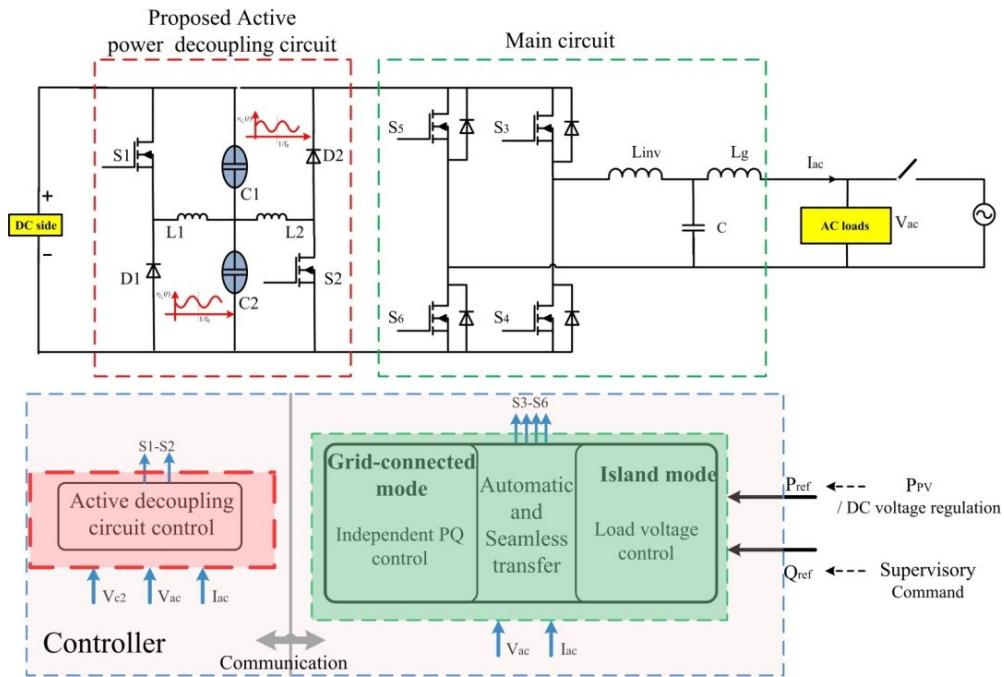 Proposed Active
power decoupling circuit
Main circuit
S1
D2
C1
L1
L2
D1
C2
S2
+
DC side
−
S5
S3
S6
S4
Linv
Lg
Iac
C
AC loads
Vac
S1-S2
Active decoupling
circuit control
Vc2
Vac
Iac
Controller
Communication
S3-S6
Grid-connected
mode
Independent PQ
control
Automatic
and
Seamless
transfer
Island mode
Load voltage
control
Vac
Iac
Pref
PPV
/ DC voltage regulation
Qref
Supervisory
Command